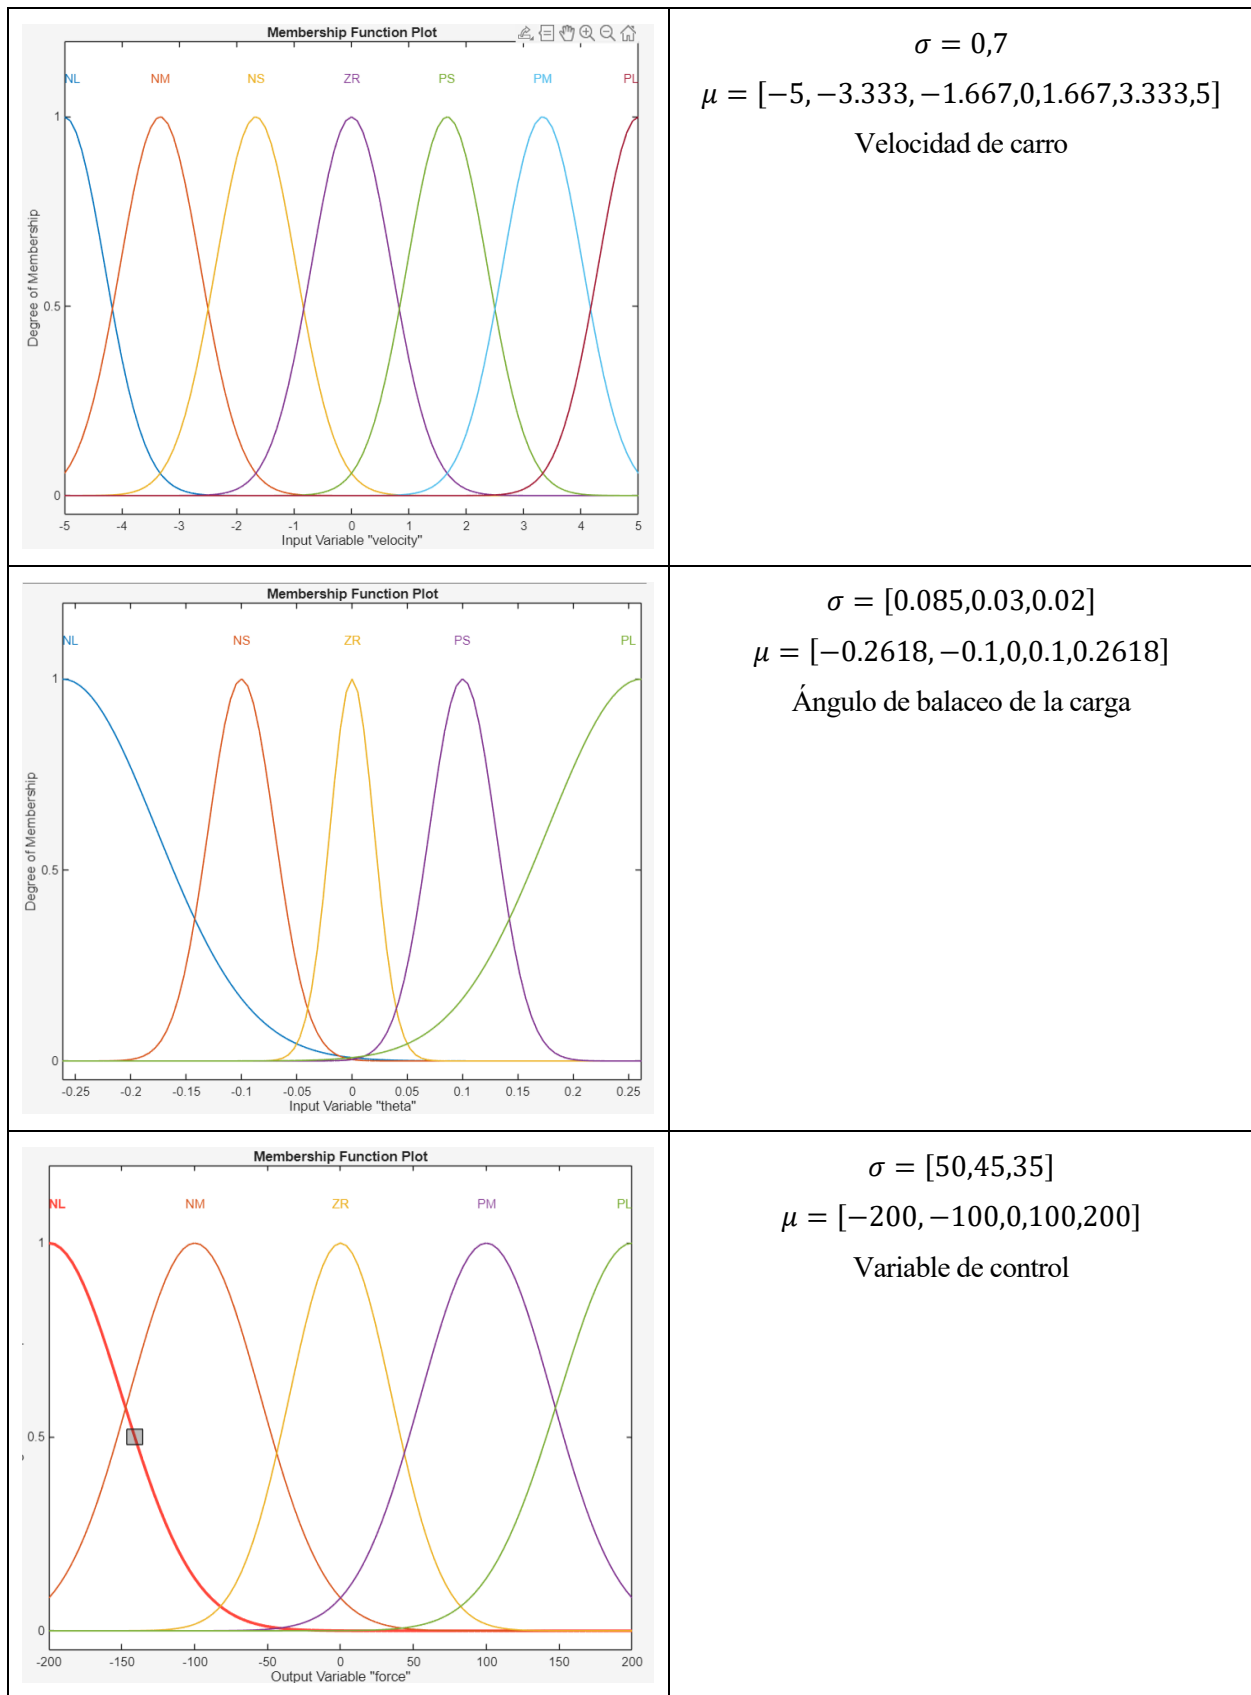 Membership Function Plot
NL NM NS ZR PS PM PL
1
0.5
0
Degree of Membership
-5 -4 -3 -2 -1 0 1 2 3 4 5
Input Variable "velocity"
𝜎 = 0,7
𝜇 = [−5, −3.333, −1.667,0,1.667,3.333,5]
Velocidad de carro
Membership Function Plot
NL NS ZR PS PL
1
0.5
0
Degree of Membership
-0.25 -0.2 -0.15 -0.1 -0.05 0 0.05 0.1 0.15 0.2 0.25
Input Variable "theta"
𝜎 = [0.085,0.03,0.02]
𝜇 = [−0.2618, −0.1,0,0.1,0.2618]
Ángulo de balaceo de la carga
Membership Function Plot
NL NM ZR PM PL
1
0.5
0
-200 -150 -100 -50 0 50 100 150 200
Output Variable "force"
𝜎 = [50,45,35]
𝜇 = [−200, −100,0,100,200]
Variable de control